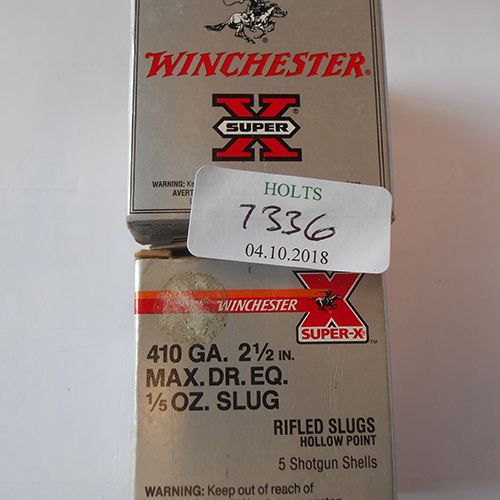 WINCHESTER®
X®
SUPER
WARNING: Ke
AVERT
HOLTS
7336
04.10.2018
WINCHESTER
X
SUPER-X®
TM
410 GA. 2½ IN.
MAX. DR. EQ.
⅕ OZ. SLUG
RIFLED SLUGS
HOLLOW POINT
5 Shotgun Shells
WARNING: Keep out of reach of